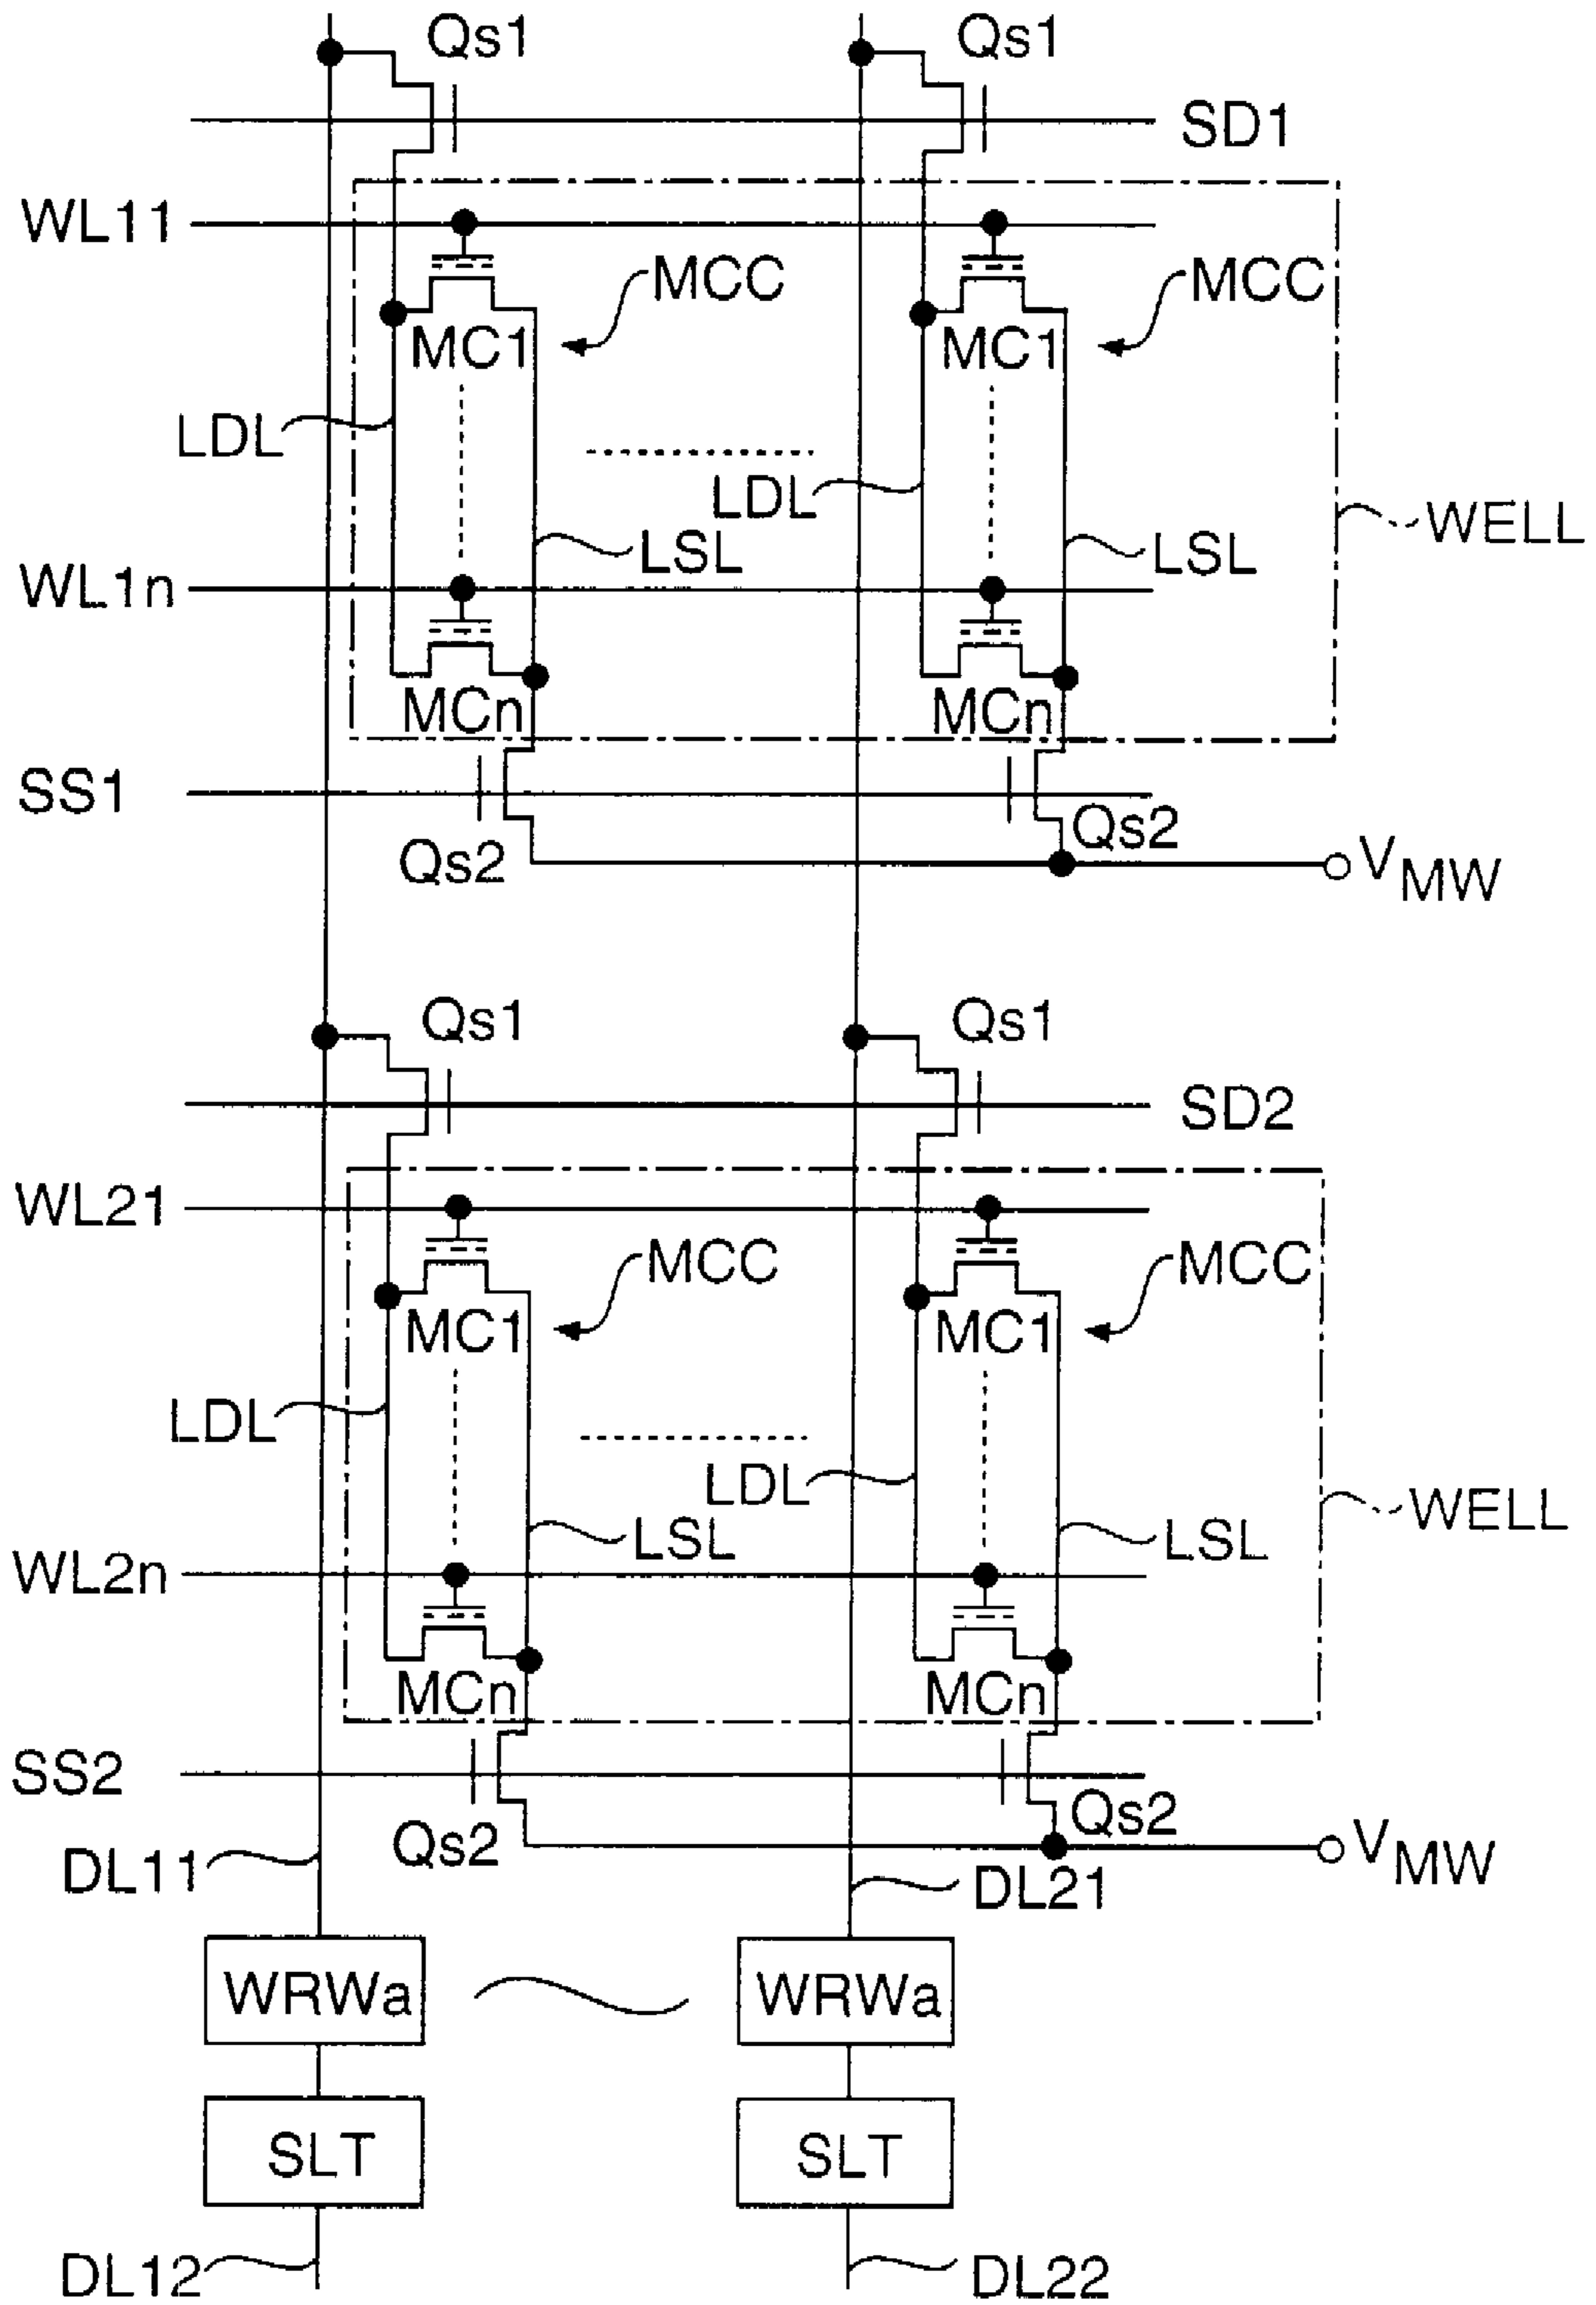 Qs1 Qs1
SD1
WL11
MCC MCC
MC1 MC1
LDL
LDL
WELL
LSL LSL
WL1n
MCn MCn
SS1
Qs2 Qs2
VMW
Qs1 Qs1
SD2
WL21
MCC MCC
MC1 MC1
LDL
LDL
WELL
LSL LSL
WL2n
MCn MCn
SS2
Qs2 Qs2
VMW
DL11 DL21
WRWa WRWa
SLT SLT
DL12 DL22